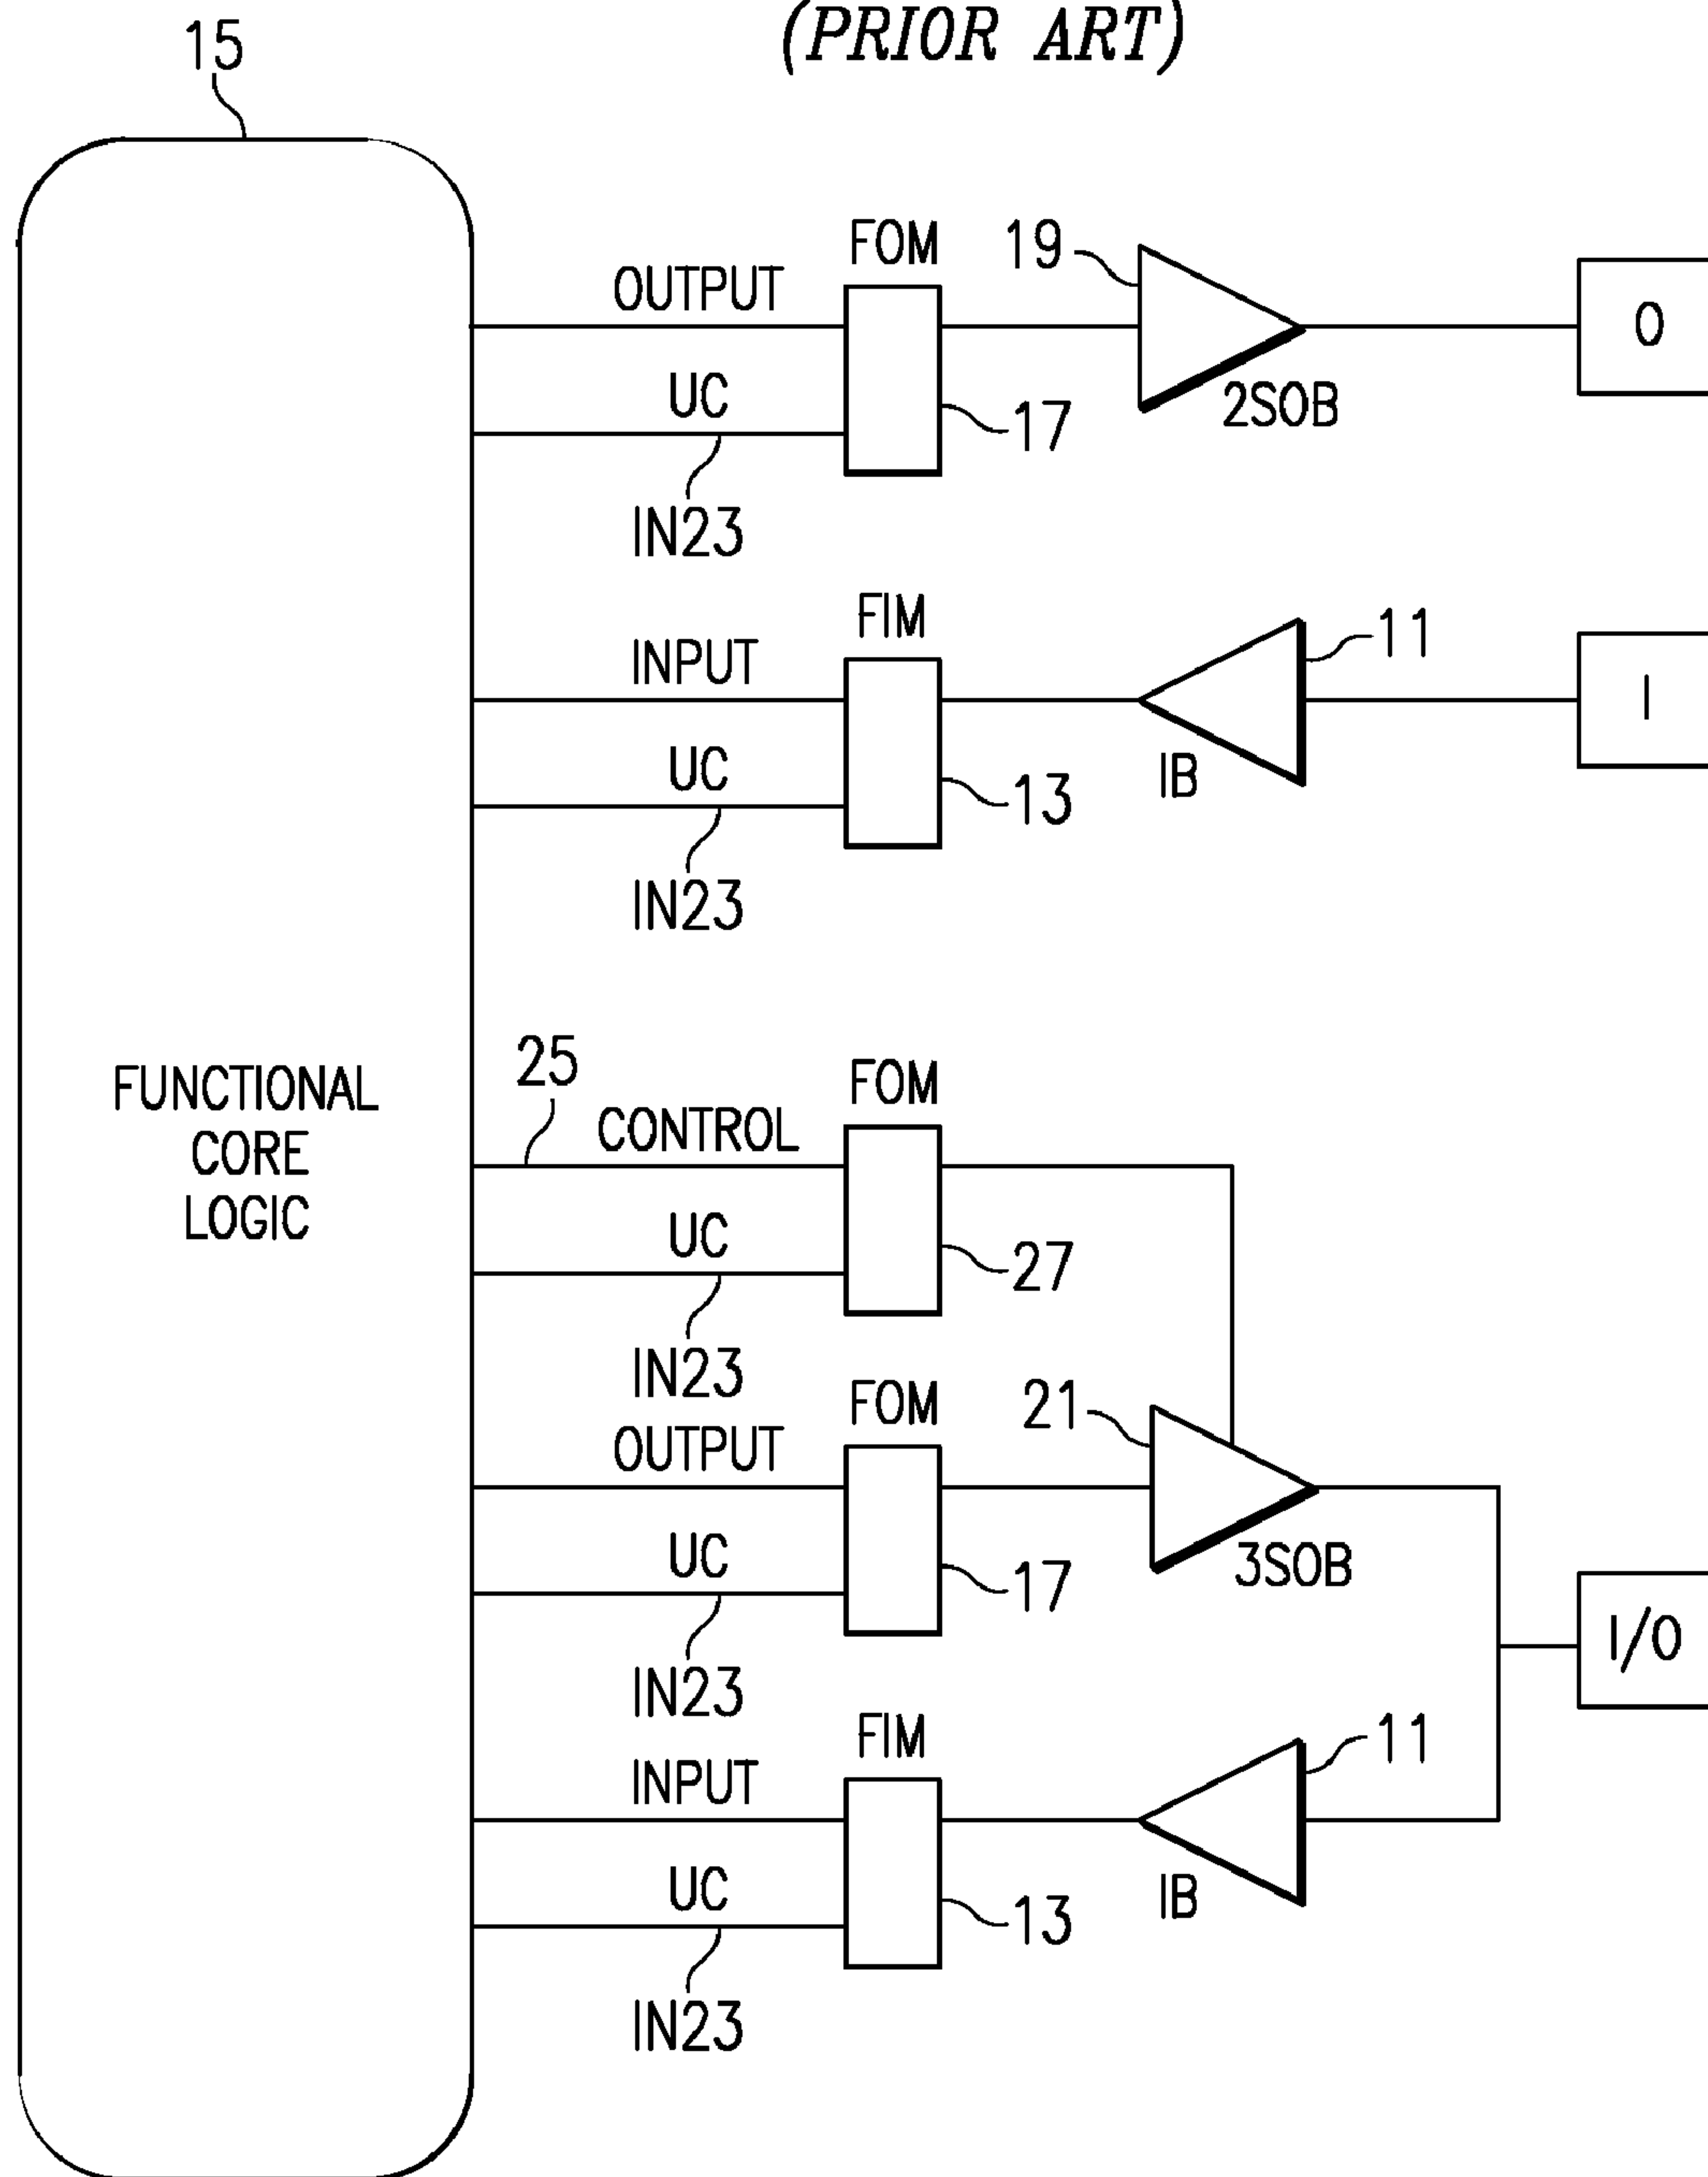 (PRIOR ART)
15
FOM
19
OUTPUT
O
UC
2SOB
17
IN23
FIM
11
INPUT
I
UC
IB
13
IN23
25
FOM
CONTROL
FUNCTIONAL
CORE
LOGIC
UC
27
IN23
FOM
21
OUTPUT
UC
3SOB
17
I/O
IN23
FIM
11
INPUT
UC
IB
13
IN23